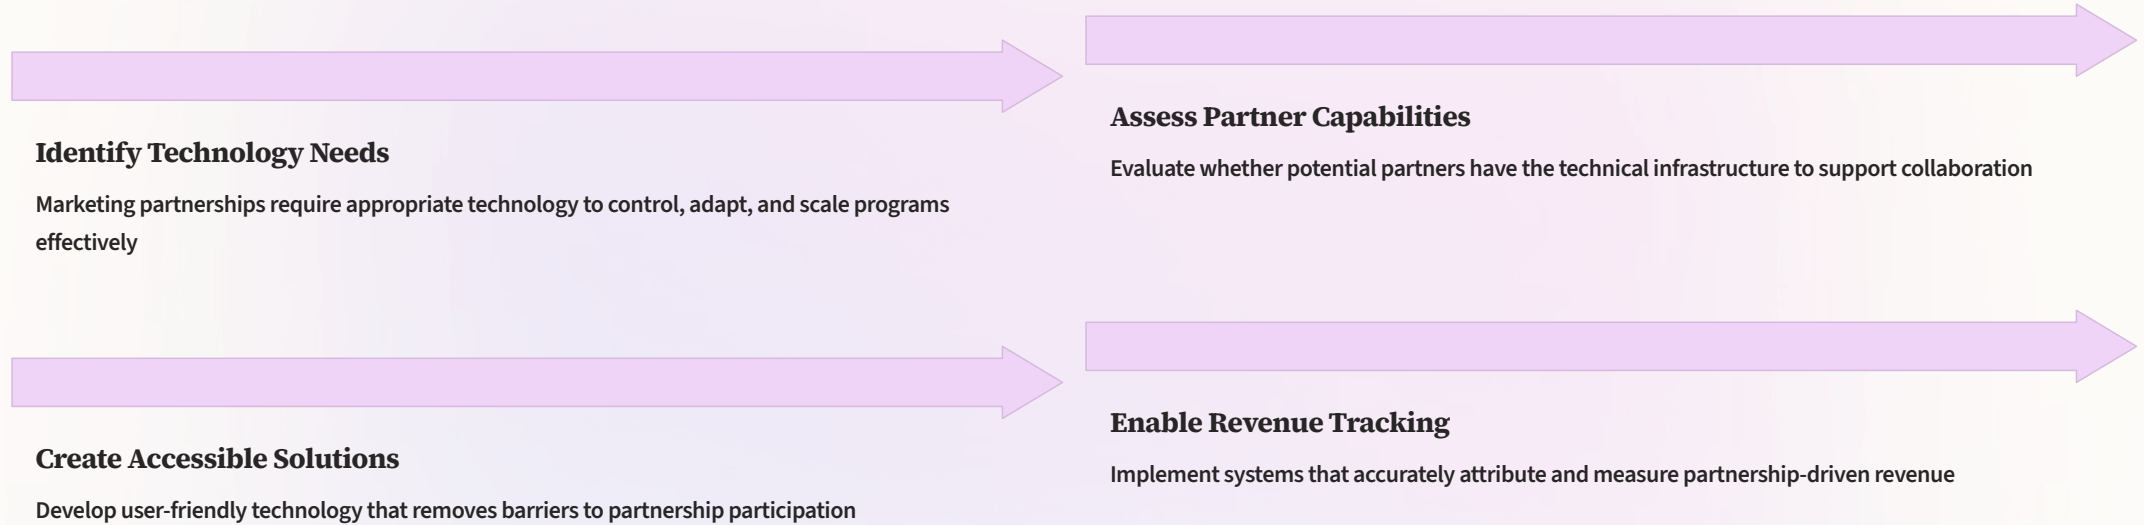 Identify Technology Needs
Marketing partnerships require appropriate technology to control, adapt, and scale programs
effectively
Assess Partner Capabilities
Evaluate whether potential partners have the technical infrastructure to support collaboration
Create Accessible Solutions
Develop user-friendly technology that removes barriers to partnership participation
Enable Revenue Tracking
Implement systems that accurately attribute and measure partnership-driven revenue